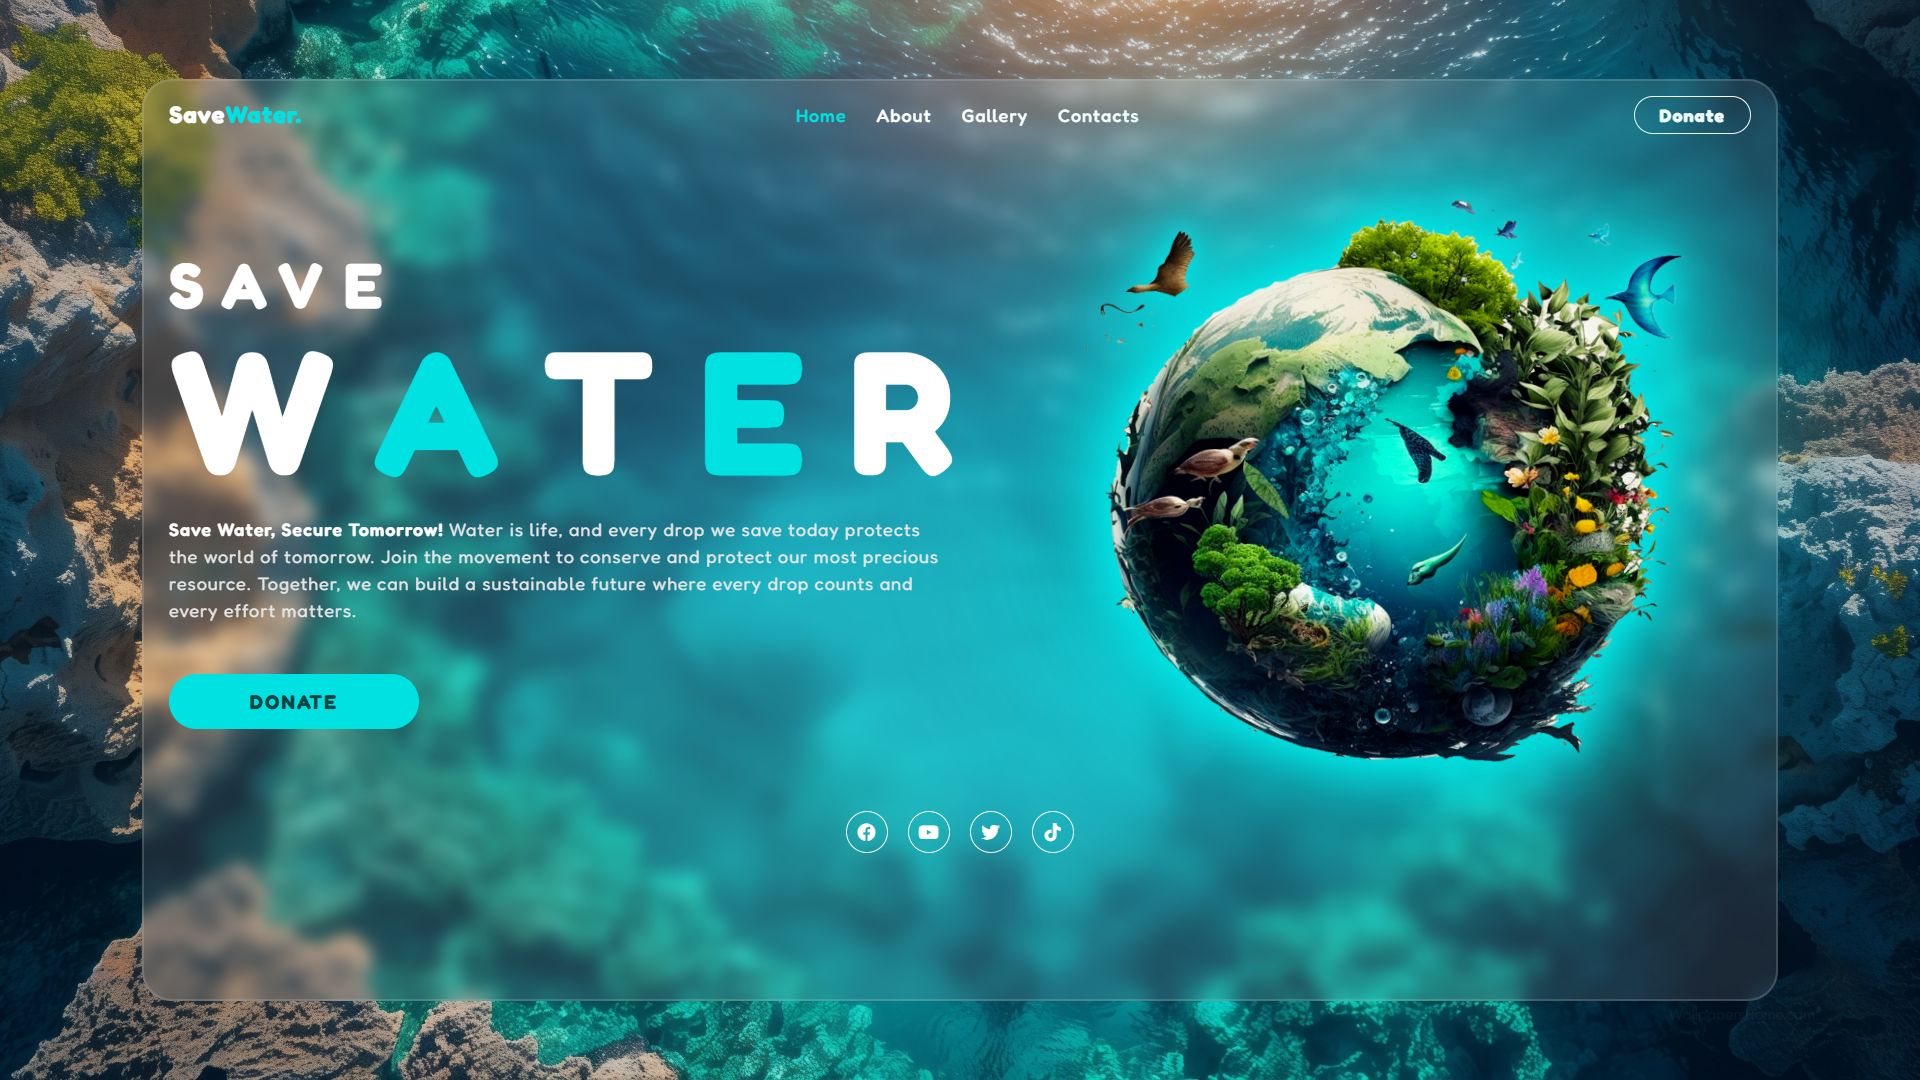 SaveWater.
Home About Gallery Contacts
Donate
SAVE
WATER
Save Water, Secure Tomorrow! Water is life, and every drop we save today protects
the world of tomorrow. Join the movement to conserve and protect our most precious
resource. Together, we can build a sustainable future where every drop counts and
every effort matters.
DONATE